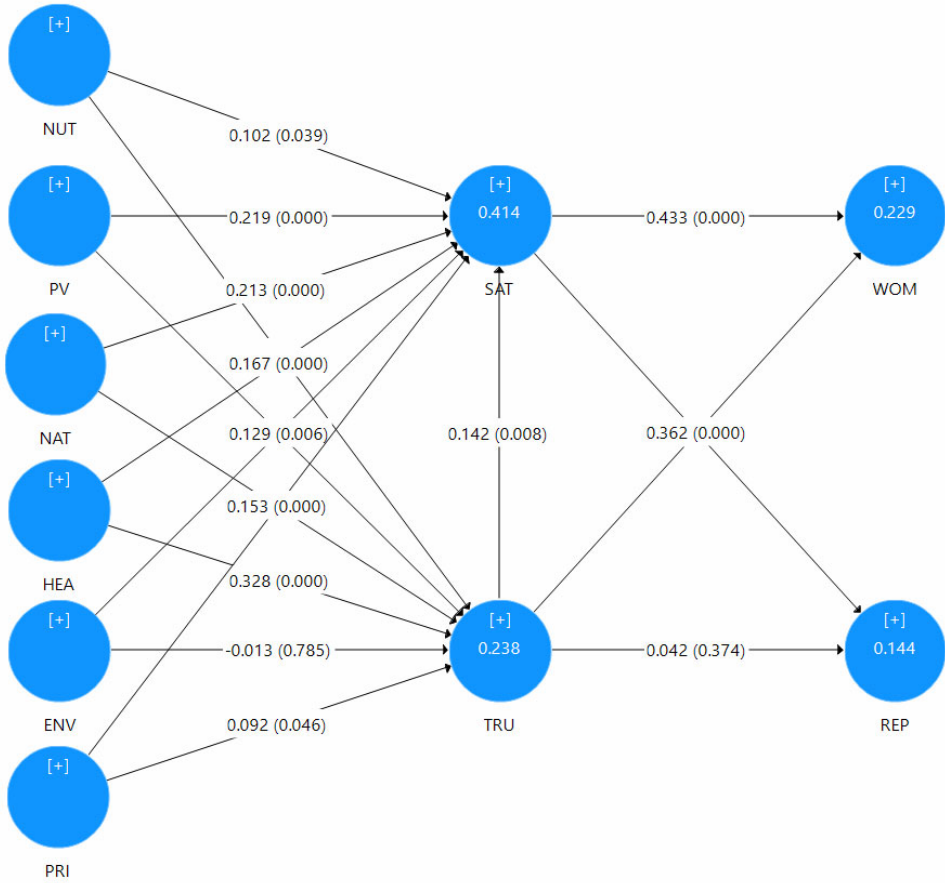 [+]
NUT
0.102 (0.039)
[+]
PV
0.219 (0.000)
[+]
0.414
SAT
0.433 (0.000)
[+]
0.229
WOM
0.213 (0.000)
[+]
NAT
0.167 (0.000)
0.129 (0.006)
0.142 (0.008)
0.362 (0.000)
[+]
HEA
0.153 (0.000)
0.328 (0.000)
[+]
ENV
-0.013 (0.785)
[+]
0.238
TRU
0.042 (0.374)
[+]
0.144
REP
0.092 (0.046)
[+]
PRI